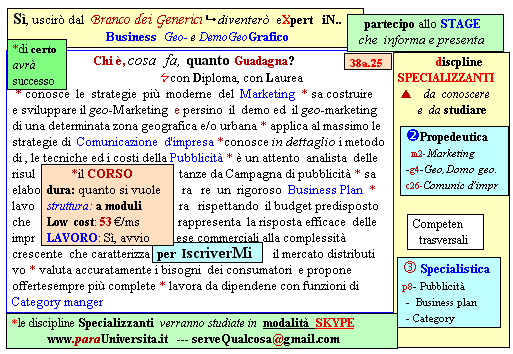 Sì, uscirò dal Branco dei Generici ↳diventerò eXpert iN..
Business Geo- e DemoGeoGrafico
partecipo allo STAGE
che informa e presenta
*di certo
avrà
successo
Chi è, cosa fa, quanto Guadagna?
con Diploma, con Laurea
38a.25
* conosce le strategie più moderne del Marketing * sa costruire
e sviluppare il geo-Marketing e persino il demo ed il geo-marketing
di una determinata zona geografica e/o urbana * applica al massimo le
strategie di Comunicazione d'impresa *conosce in dettaglio i metodo
di , le tecniche ed i costi della Pubblicità * è un attento analista delle
risul tanze da Campagna di pubblicità * sa
elabo ra re un rigoroso Business Plan *
lavo ra rispettando il budget predisposto
che rappresenta la risposta efficace delle
impr ese commerciali alla complessità
crescente che caratterizza il mercato distributi
vo * valuta accuratamente i bisogni dei consumatori e propone
offertesempre più complete * lavora da dipendene con funzioni di
Category manger
*il CORSO
dura: quanto si vuole
struttura: a moduli
Low cost: 53 €/ms
LAVORO: Sì, avvio
per IscriverMi
discpline
SPECIALIZZANTI
da conoscere
e da studiare
❷Propedeutica
m2-Marketing
-g4-Geo,Domo geo.
c26-Comunic d'impr
Competen
trasversali
③ Specialistica
p8- Pubblicità
- Business plan
- Category
*le discipline Specializzanti verranno studiate in modalità SKYPE
www.paraUniversita.it --- serveQualcosa@gmail.com